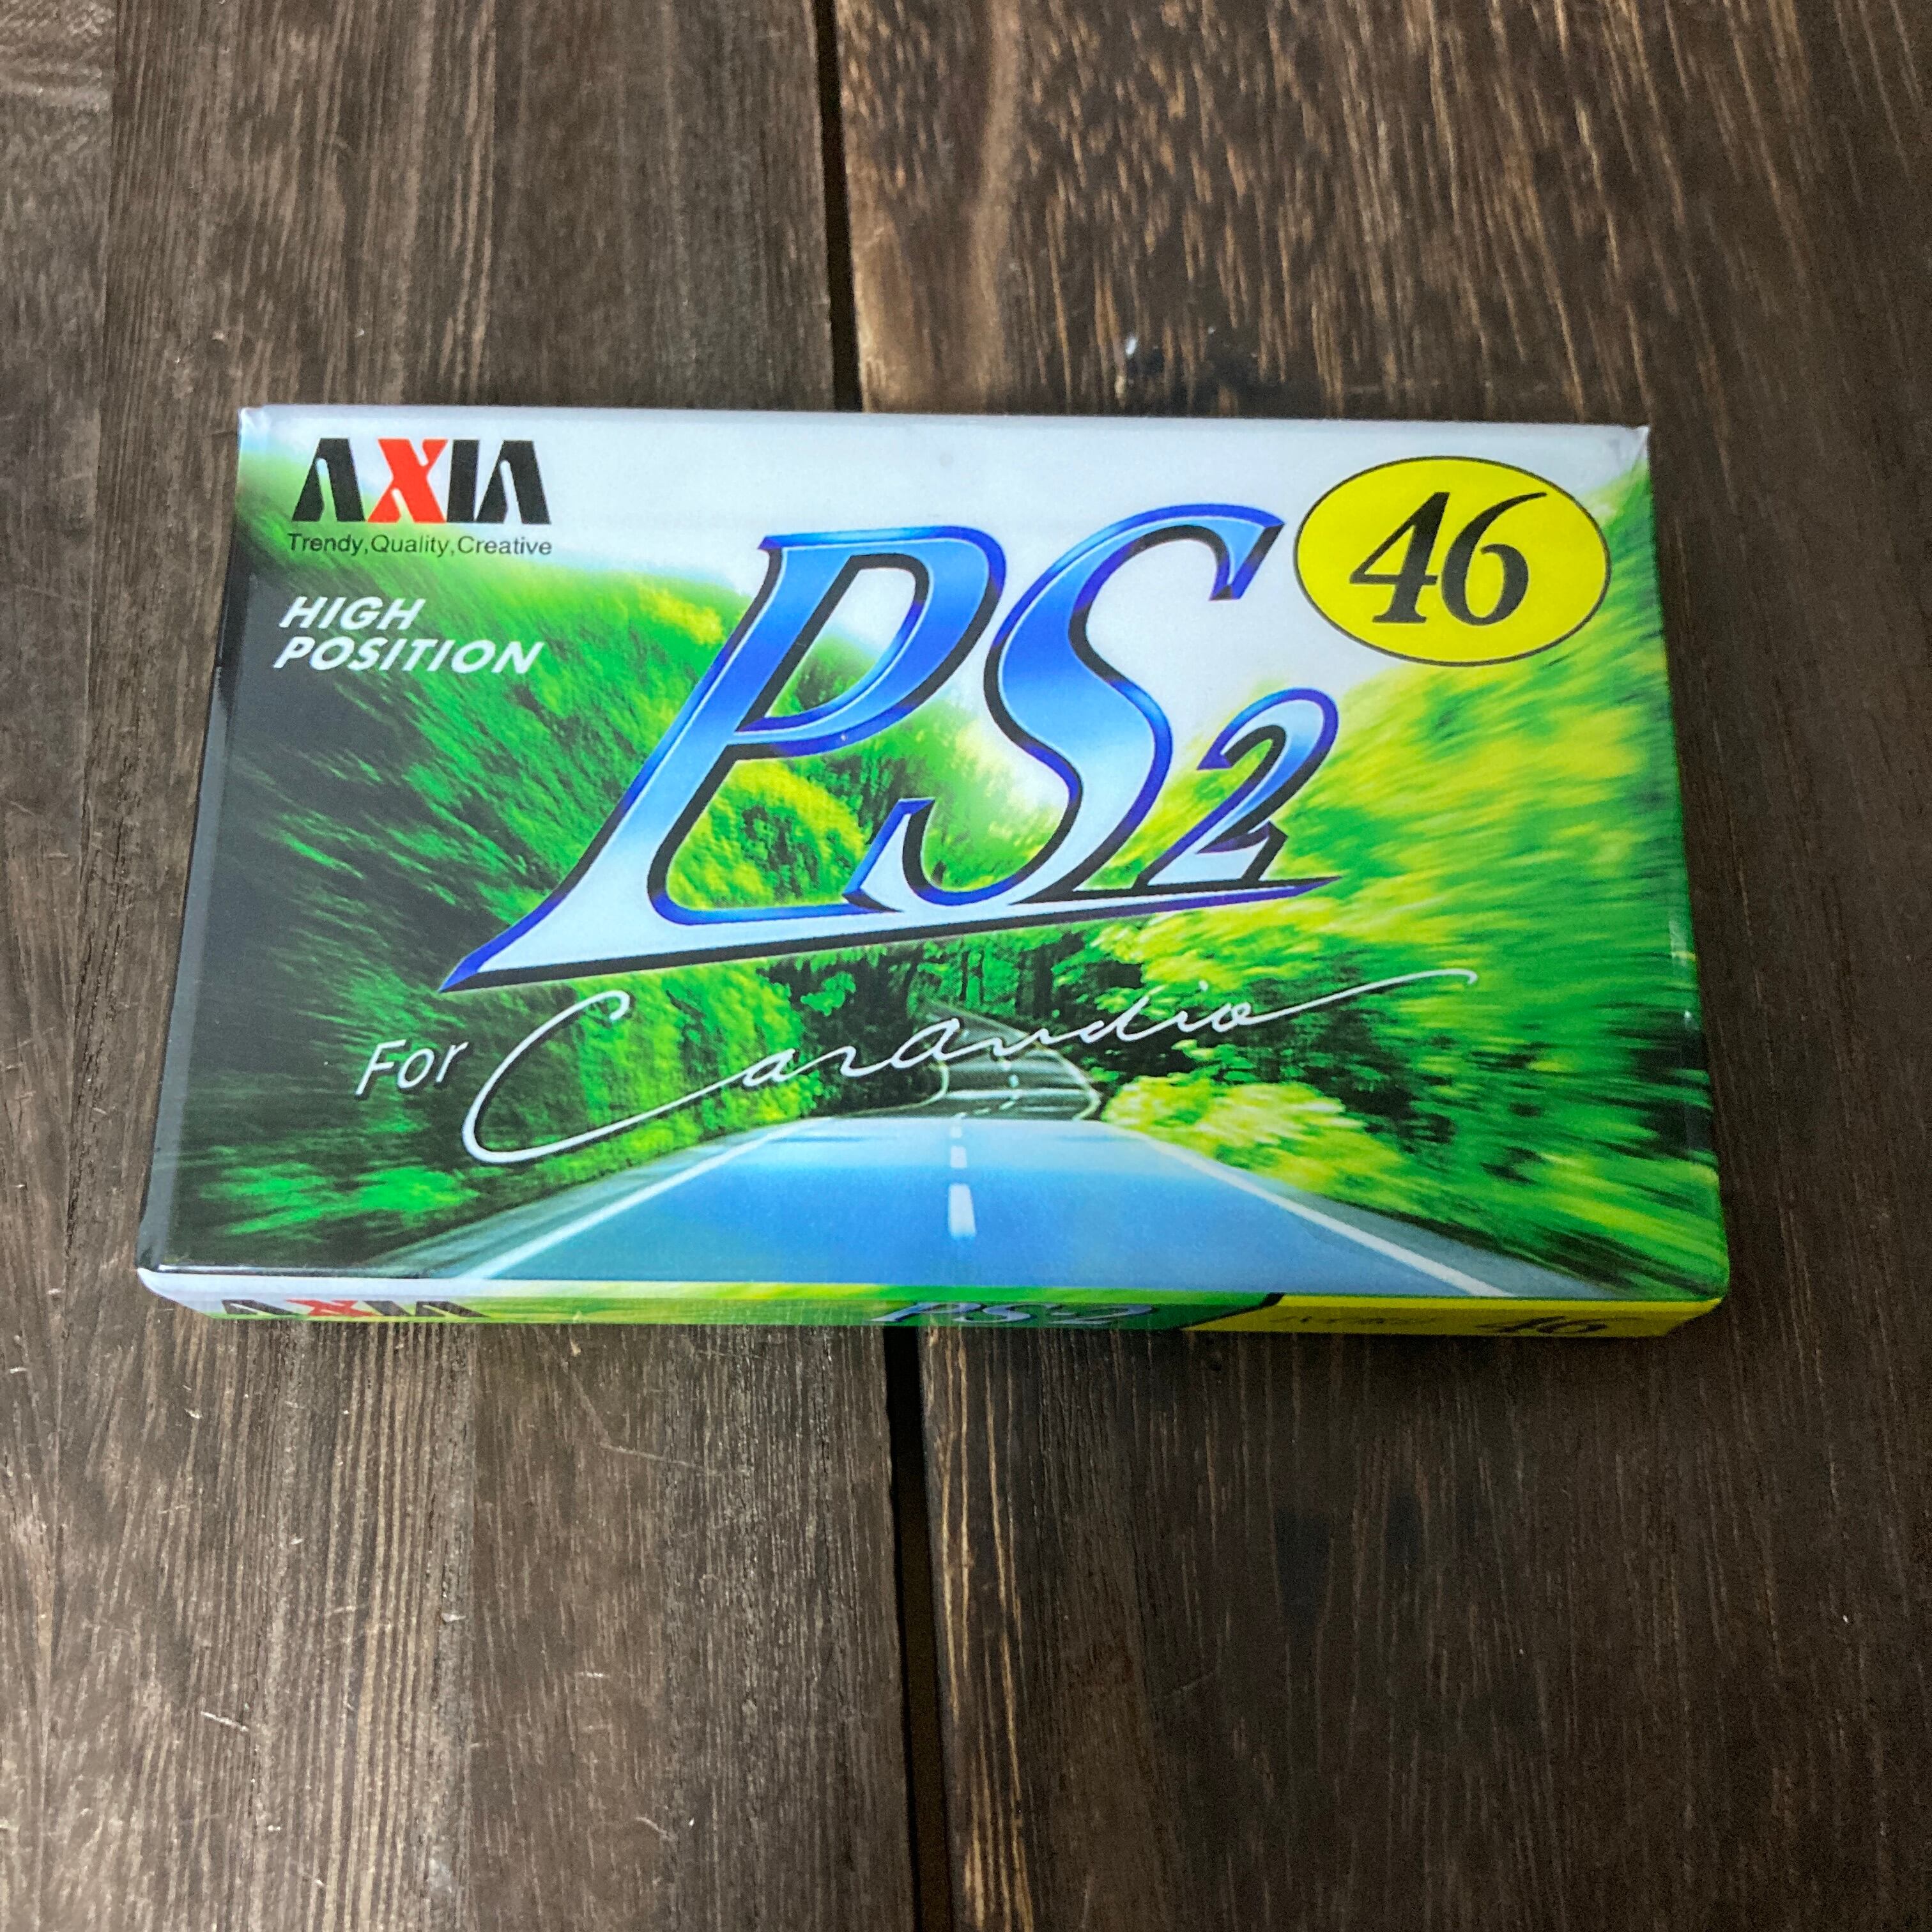 AXIA
Trendy,Quality,Creative
HIGH
POSITION
46
PS2
For Caraudio
AXIA PS2 46